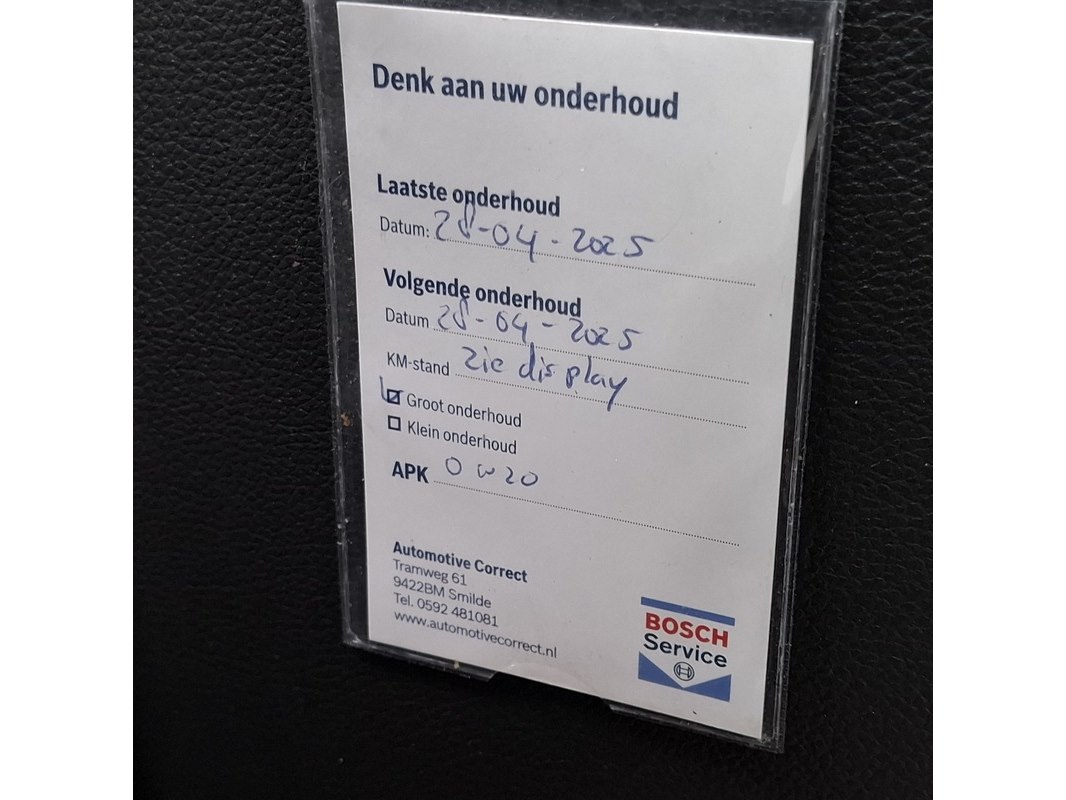 Denk aan uw onderhoud
Laatste onderhoud
Datum: 28-04-2025
Volgende onderhoud
Datum 28-04-2025
KM-stand zie display
Groot onderhoud
Klein onderhoud
APK 0w20
Automotive Correct
Tramweg 61
9422BM Smilde
Tel. 0592 481081
www.automotivecorrect.nl
BOSCH
Service